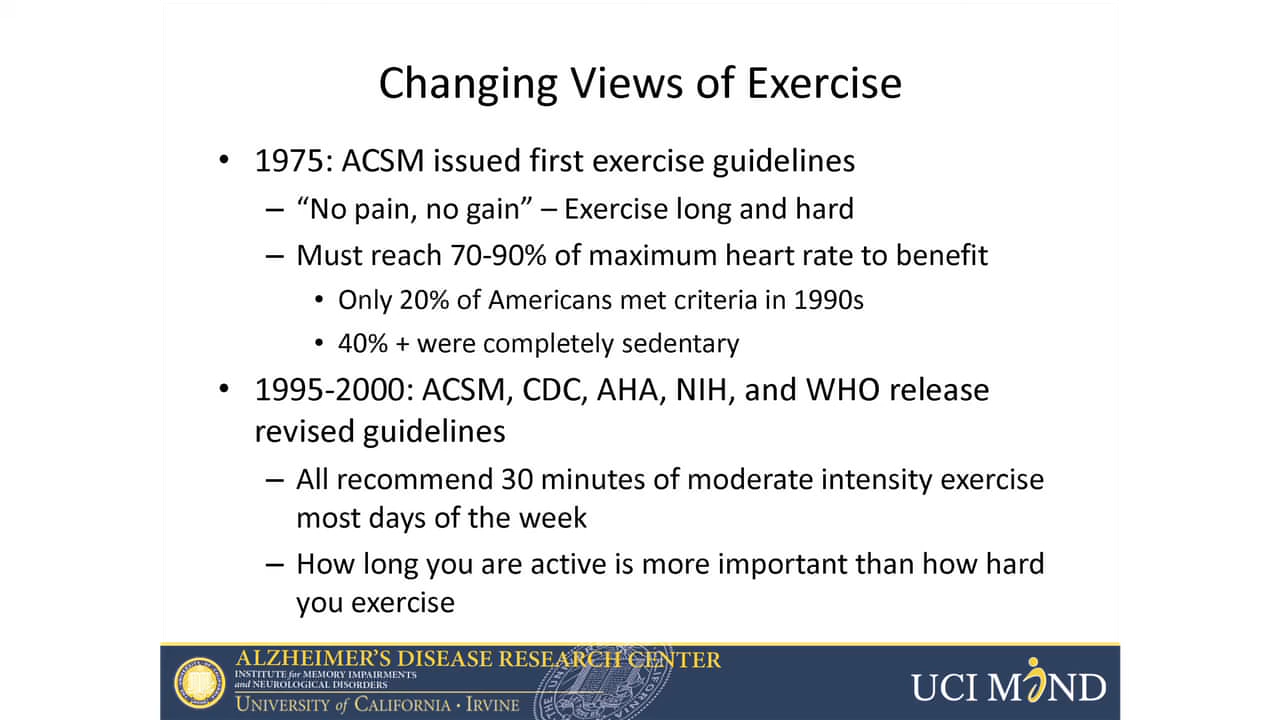 Changing Views of Exercise
• 1975: ACSM issued first exercise guidelines
– “No pain, no gain” – Exercise long and hard
– Must reach 70-90% of maximum heart rate to benefit
• Only 20% of Americans met criteria in 1990s
• 40% + were completely sedentary
• 1995-2000: ACSM, CDC, AHA, NIH, and WHO release
revised guidelines
– All recommend 30 minutes of moderate intensity exercise
most days of the week
– How long you are active is more important than how hard
you exercise
ALZHEIMER’S DISEASE RESEARCH CENTER
INSTITUTE for MEMORY IMPAIRMENTS
and NEUROLOGICAL DISORDERS
UNIVERSITY of CALIFORNIA · IRVINE
UCI MIND